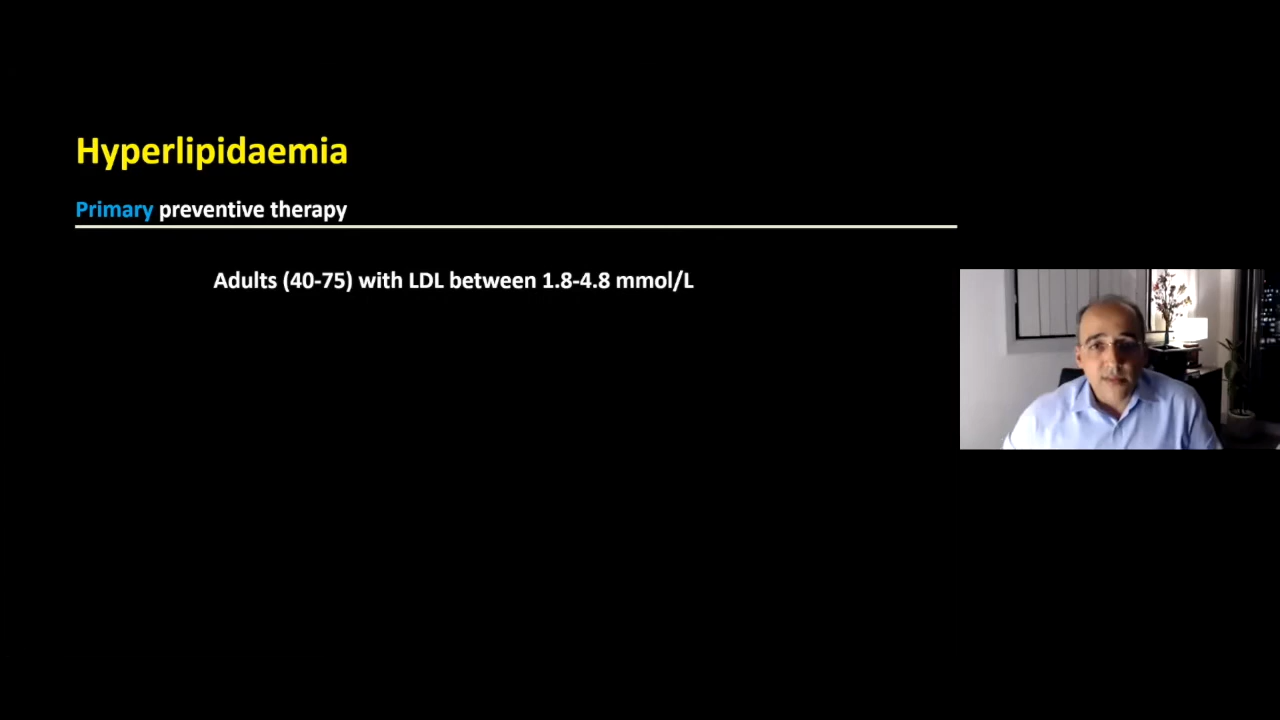 Hyperlipidaemia
Primary preventive therapy
Adults (40-75) with LDL between 1.8-4.8 mmol/L